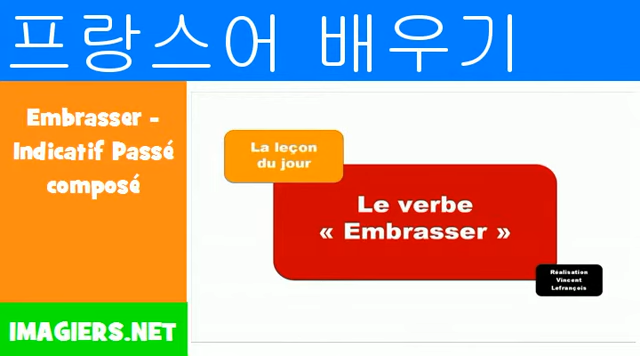 프랑스어 배우기
Embrasser -
Indicatif Passé
composé
La leçon
du jour
Le verbe
« Embrasser »
Réalisation
Vincent
Lefrançois
IMAGIERS.NET